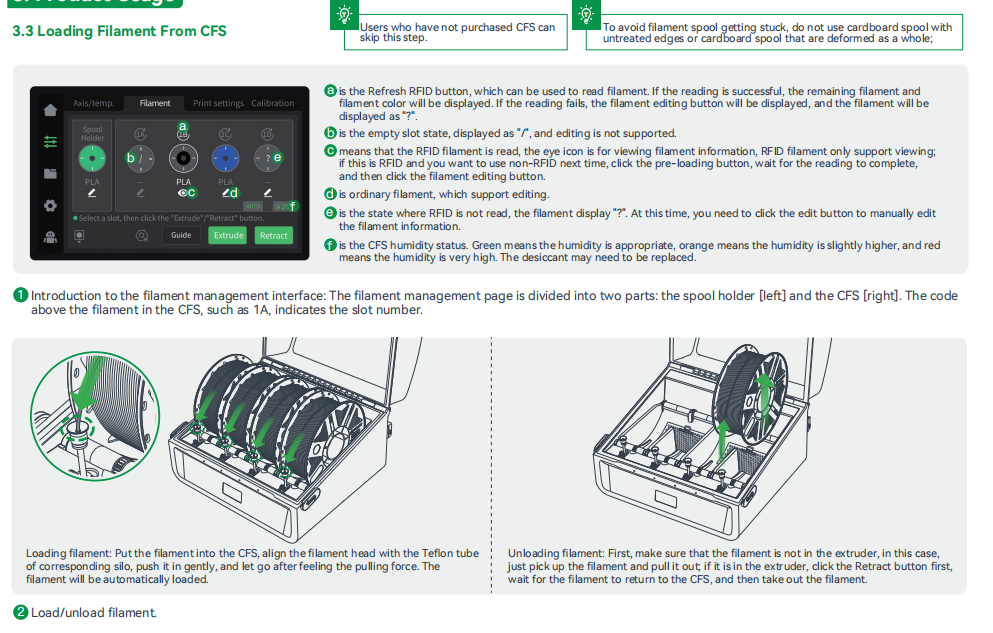 3.3 Loading Filament From CFS
Users who have not purchased CFS can
skip this step.
To avoid filament spool getting stuck, do not use cardboard spool with
untreated edges or cardboard spool that are deformed as a whole;
Axis/temp. Filament Print settings Calibration
Spool
Holder
1A 1B 1C 1D
a
b / - ? e
PLA -- PLA PLA --
c d
AUTO f
Select a slot, then click the "Extrude"/"Retract" button.
Guide Extrude Retract
a is the Refresh RFID button, which can be used to read filament. If the reading is successful, the remaining filament and
filament color will be displayed. If the reading fails, the filament editing button will be displayed, and the filament will be
displayed as "?".
b is the empty slot state, displayed as "/", and editing is not supported.
c means that the RFID filament is read, the eye icon is for viewing filament information, RFID filament only support viewing;
if this is RFID and you want to use non-RFID next time, click the pre-loading button, wait for the reading to complete,
and then click the filament editing button.
d is ordinary filament, which support editing.
e is the state where RFID is not read, the filament display "?". At this time, you need to click the edit button to manually edit
the filament information.
f is the CFS humidity status. Green means the humidity is appropriate, orange means the humidity is slightly higher, and red
means the humidity is very high. The desiccant may need to be replaced.
1 Introduction to the filament management interface: The filament management page is divided into two parts: the spool holder [left] and the CFS [right]. The code
above the filament in the CFS, such as 1A, indicates the slot number.
Loading filament: Put the filament into the CFS, align the filament head with the Teflon tube
of corresponding silo, push it in gently, and let go after feeling the pulling force. The
filament will be automatically loaded.
Unloading filament: First, make sure that the filament is not in the extruder, in this case,
just pick up the filament and pull it out; if it is in the extruder, click the Retract button first,
wait for the filament to return to the CFS, and then take out the filament.
2 Load/unload filament.